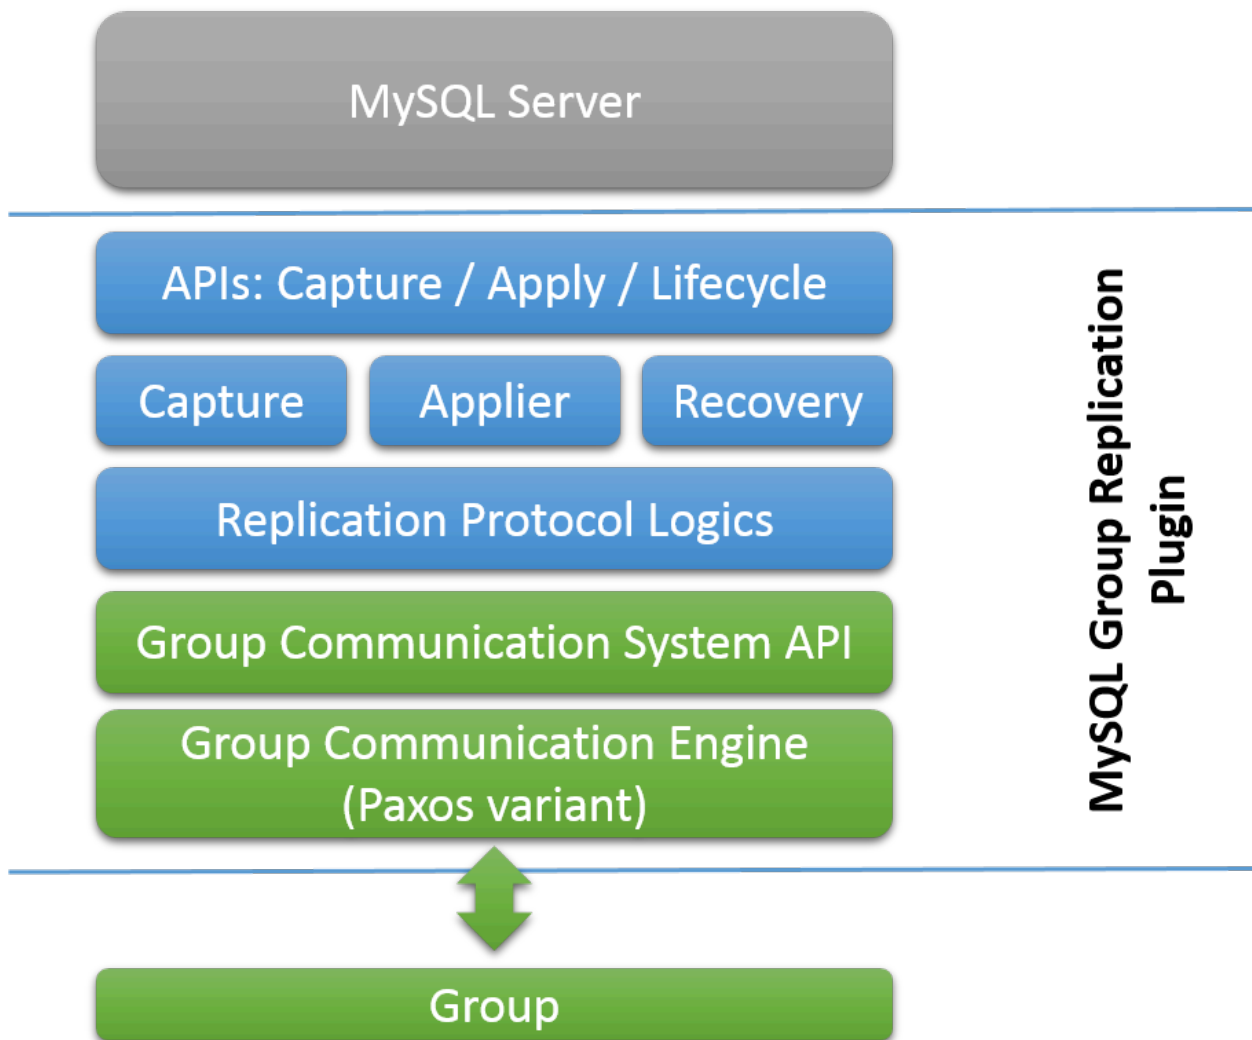 MySQL Server
APIs: Capture / Apply / Lifecycle
Capture
Applier
Recovery
Replication Protocol Logics
Group Communication System API
Group Communication Engine
(Paxos variant)
Group
MySQL Group Replication
Plugin